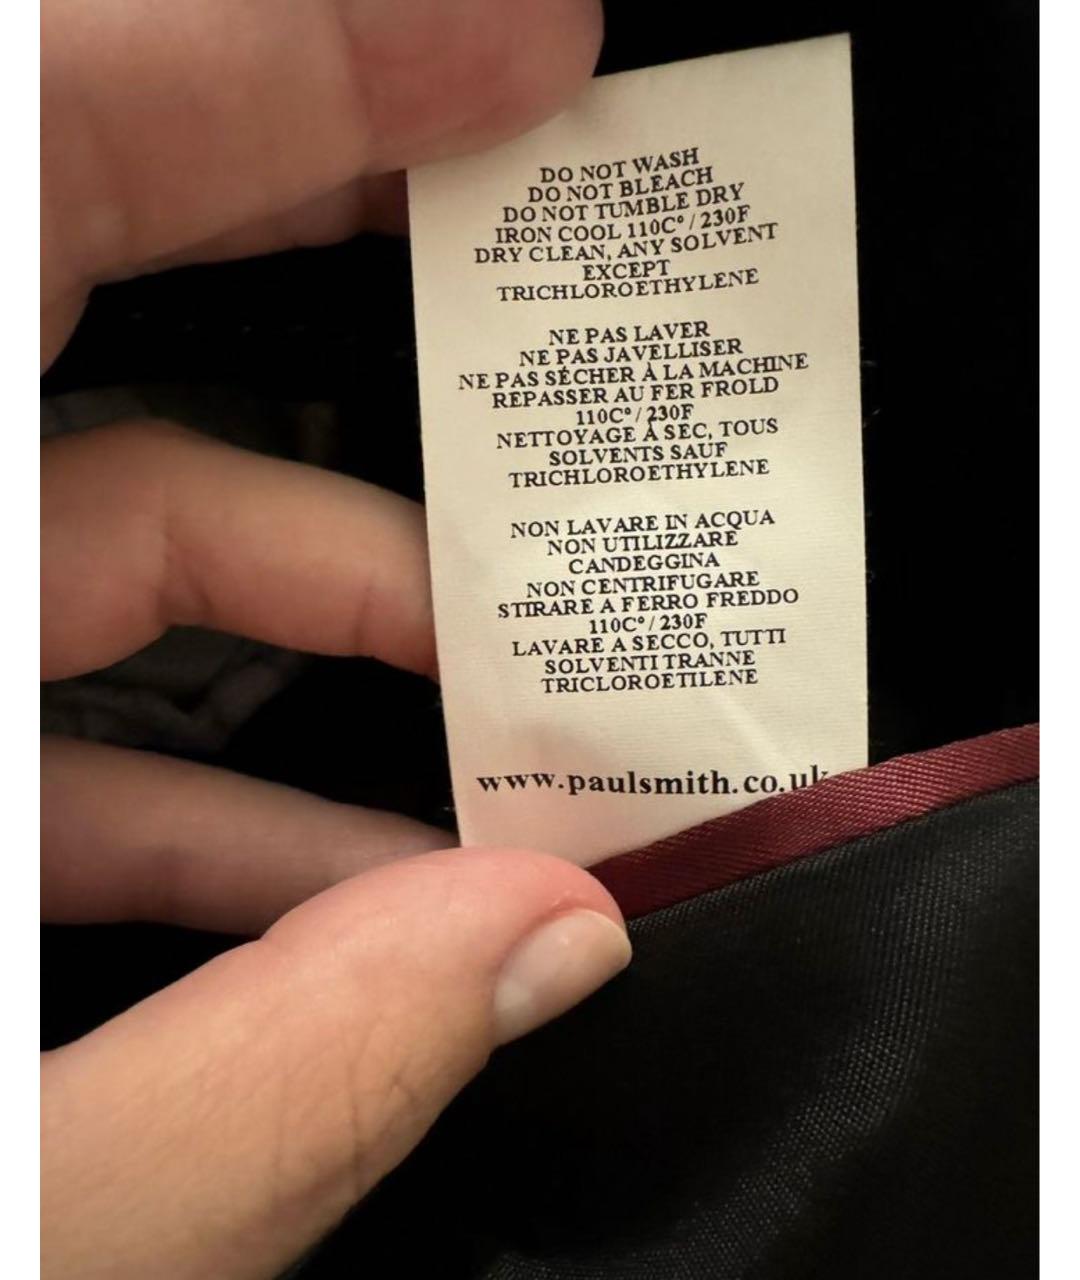 DO NOT WASH
DO NOT BLEACH
DO NOT TUMBLE DRY
IRON COOL 110C° / 230F
DRY CLEAN, ANY SOLVENT
EXCEPT
TRICHLOROETHYLENE
NE PAS LAVER
NE PAS JAVELLISER
NE PAS SÉCHER À LA MACHINE
REPASSER AU FER FROLD
110C° / 230F
NETTOYAGE À SEC, TOUS
SOLVENTS SAUF
TRICHLOROETHYLENE
NON LAVARE IN ACQUA
NON UTILIZZARE
CANDEGGINA
NON CENTRIFUGARE
STIRARE A FERRO FREDDO
110C° / 230F
LAVARE A SECCO, TUTTI
SOLVENTI TRANNE
TRICLOROETILENE
www.paulsmith.co.uk